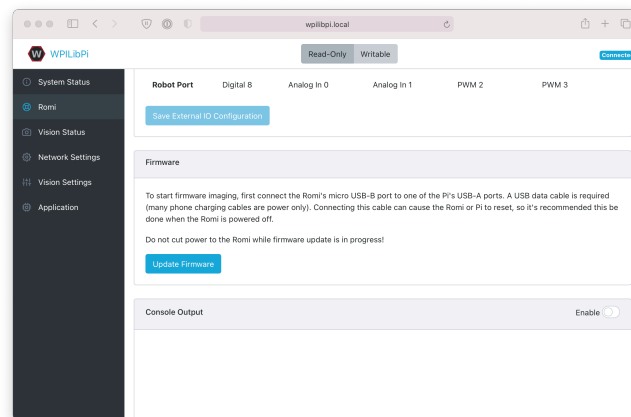 wpilibpi.local
WPILibPi
Read-Only Writable
Connected
System Status
Romi
Vision Status
Network Settings
Vision Settings
Application
Robot Port Digital 8 Analog In 0 Analog In 1 PWM 2 PWM 3
Save External IO Configuration
Firmware
To start firmware imaging, first connect the Romi's micro USB-B port to one of the Pi's USB-A ports. A USB data cable is required
(many phone charging cables are power only). Connecting this cable can cause the Romi or Pi to reset, so it's recommended this be
done when the Romi is powered off.
Do not cut power to the Romi while firmware update is in progress!
Update Firmware
Console Output Enable